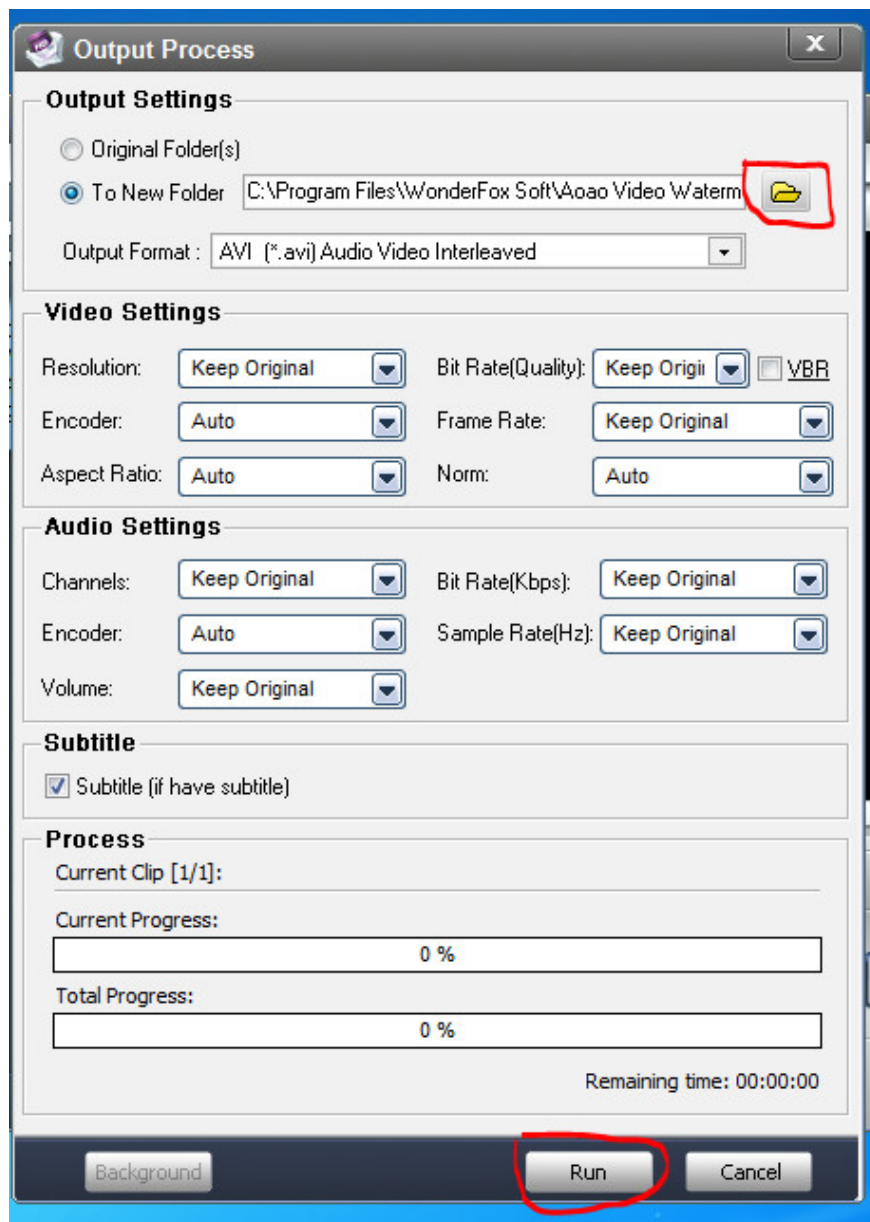 Output Process
x
Output Settings
Original Folder(s)
To New Folder C:\Program Files\WonderFox Soft\Aoao Video Waterm
Output Format : AVI (*.avi) Audio Video Interleaved
Video Settings
Resolution: Keep Original Bit Rate(Quality): Keep Origii VBR
Encoder: Auto Frame Rate: Keep Original
Aspect Ratio: Auto Norm: Auto
Audio Settings
Channels: Keep Original Bit Rate(Kbps): Keep Original
Encoder: Auto Sample Rate(Hz): Keep Original
Volume: Keep Original
Subtitle
Subtitle (if have subtitle)
Process
Current Clip [1/1]:
Current Progress:
0 %
Total Progress:
0 %
Remaining time: 00:00:00
Background Run Cancel